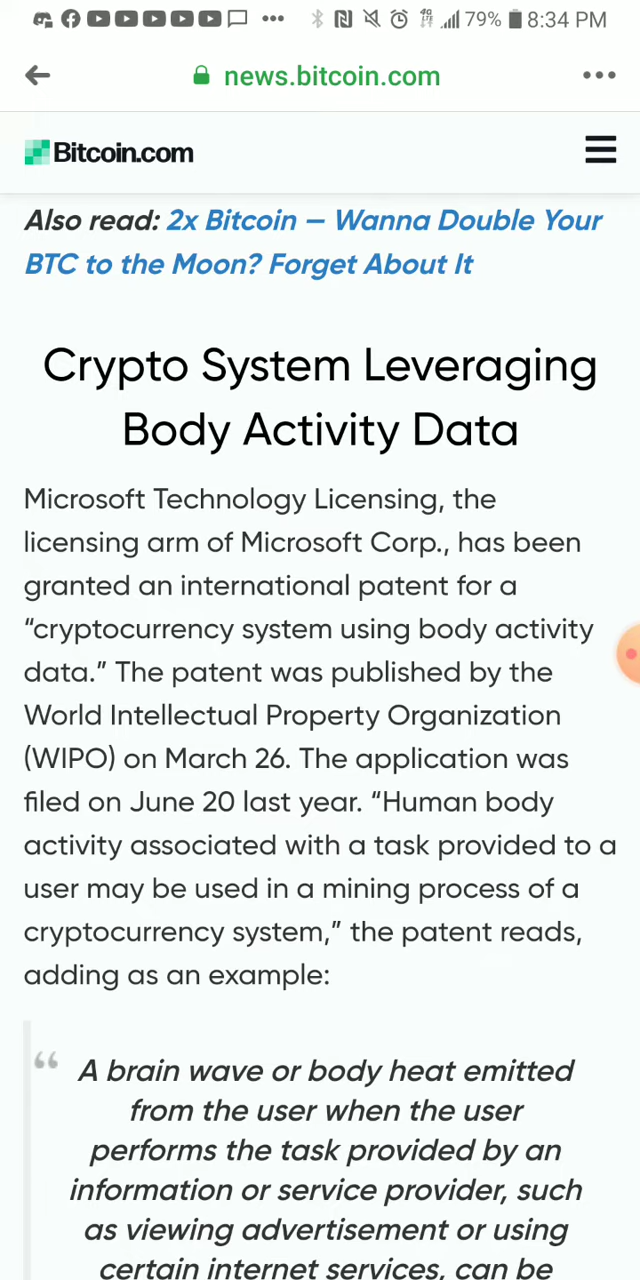 79% 8:34 PM
news.bitcoin.com
Bitcoin.com
Also read: 2x Bitcoin – Wanna Double Your
BTC to the Moon? Forget About It
Crypto System Leveraging
Body Activity Data
Microsoft Technology Licensing, the
licensing arm of Microsoft Corp., has been
granted an international patent for a
“cryptocurrency system using body activity
data.” The patent was published by the
World Intellectual Property Organization
(WIPO) on March 26. The application was
filed on June 20 last year. “Human body
activity associated with a task provided to a
user may be used in a mining process of a
cryptocurrency system,” the patent reads,
adding as an example:
“ A brain wave or body heat emitted
from the user when the user
performs the task provided by an
information or service provider, such
as viewing advertisement or using
certain internet services, can be